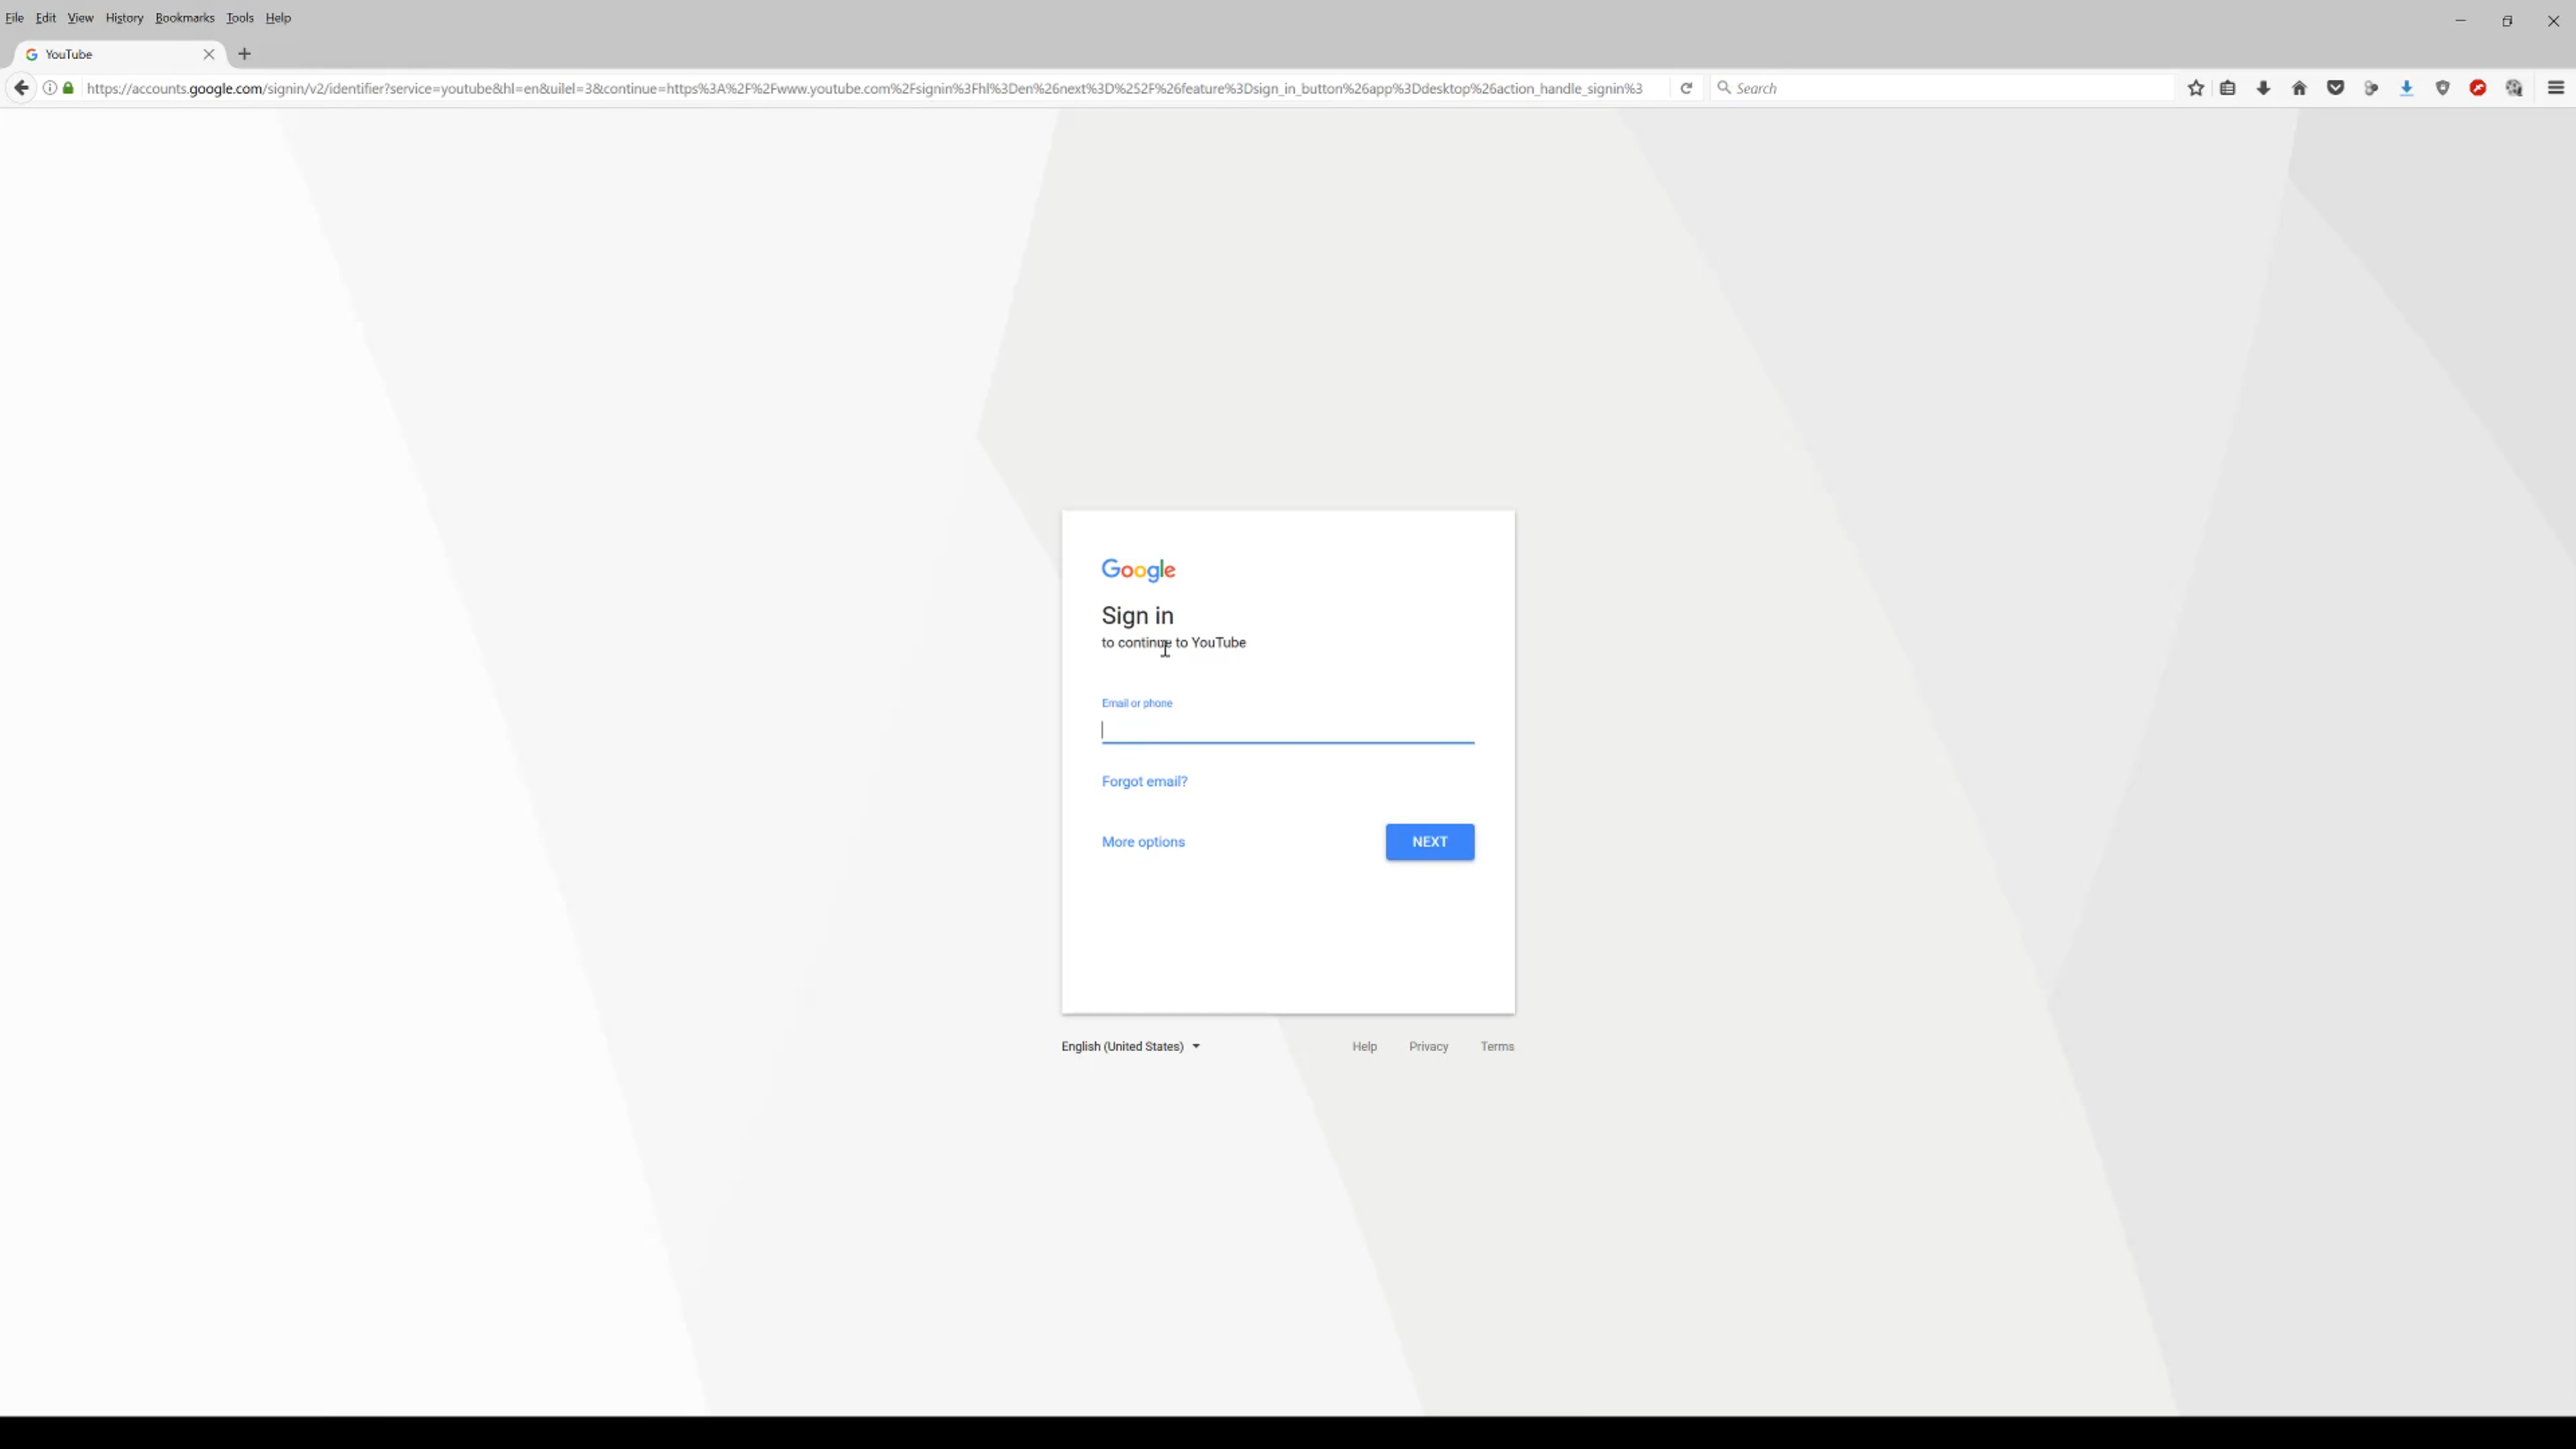 File Edit View History Bookmarks Tools Help
YouTube
https://accounts.google.com/signin/v2/identifier?service=youtube&hl=en&uilel=3&continue=https%3A%2F%2Fwww.youtube.com%2Fsignin%3Fhl%3Den%26next%3D%252F%26feature%3Dsign_in_button%26app%3Ddesktop%26action_handle_signin%3
Search
Google
Sign in
to continue to YouTube
Email or phone
Forgot email?
More options
NEXT
English (United States)
Help Privacy Terms